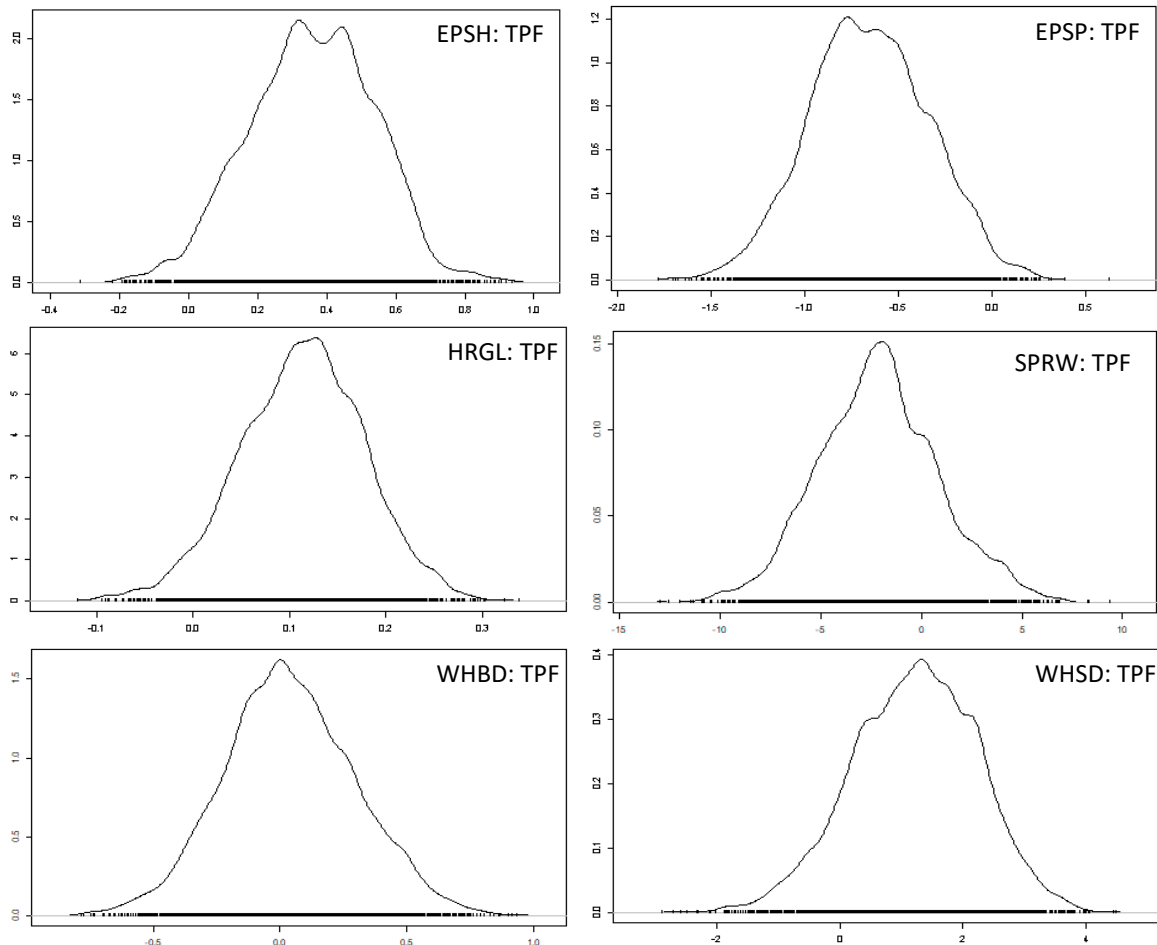 EPSH: TPF
2.0
1.5
1.0
0.5
0.0
-0.4 -0.2 0.0 0.2 0.4 0.6 0.8 1.0
EPSP: TPF
1.2
1.0
0.8
0.6
0.4
0.2
0.0
-2.0 -1.5 -1.0 -0.5 0.0 0.5
HRGL: TPF
6
5
4
3
2
1
0
-0.1 0.0 0.1 0.2 0.3
SPRW: TPF
0.15
0.10
0.05
0.00
-15 -10 -5 0 5 10
WHBD: TPF
1.5
1.0
0.5
0.0
-0.5 0.0 0.5 1.0
WHSD: TPF
0.4
0.3
0.2
0.1
0.0
-2 0 2 4